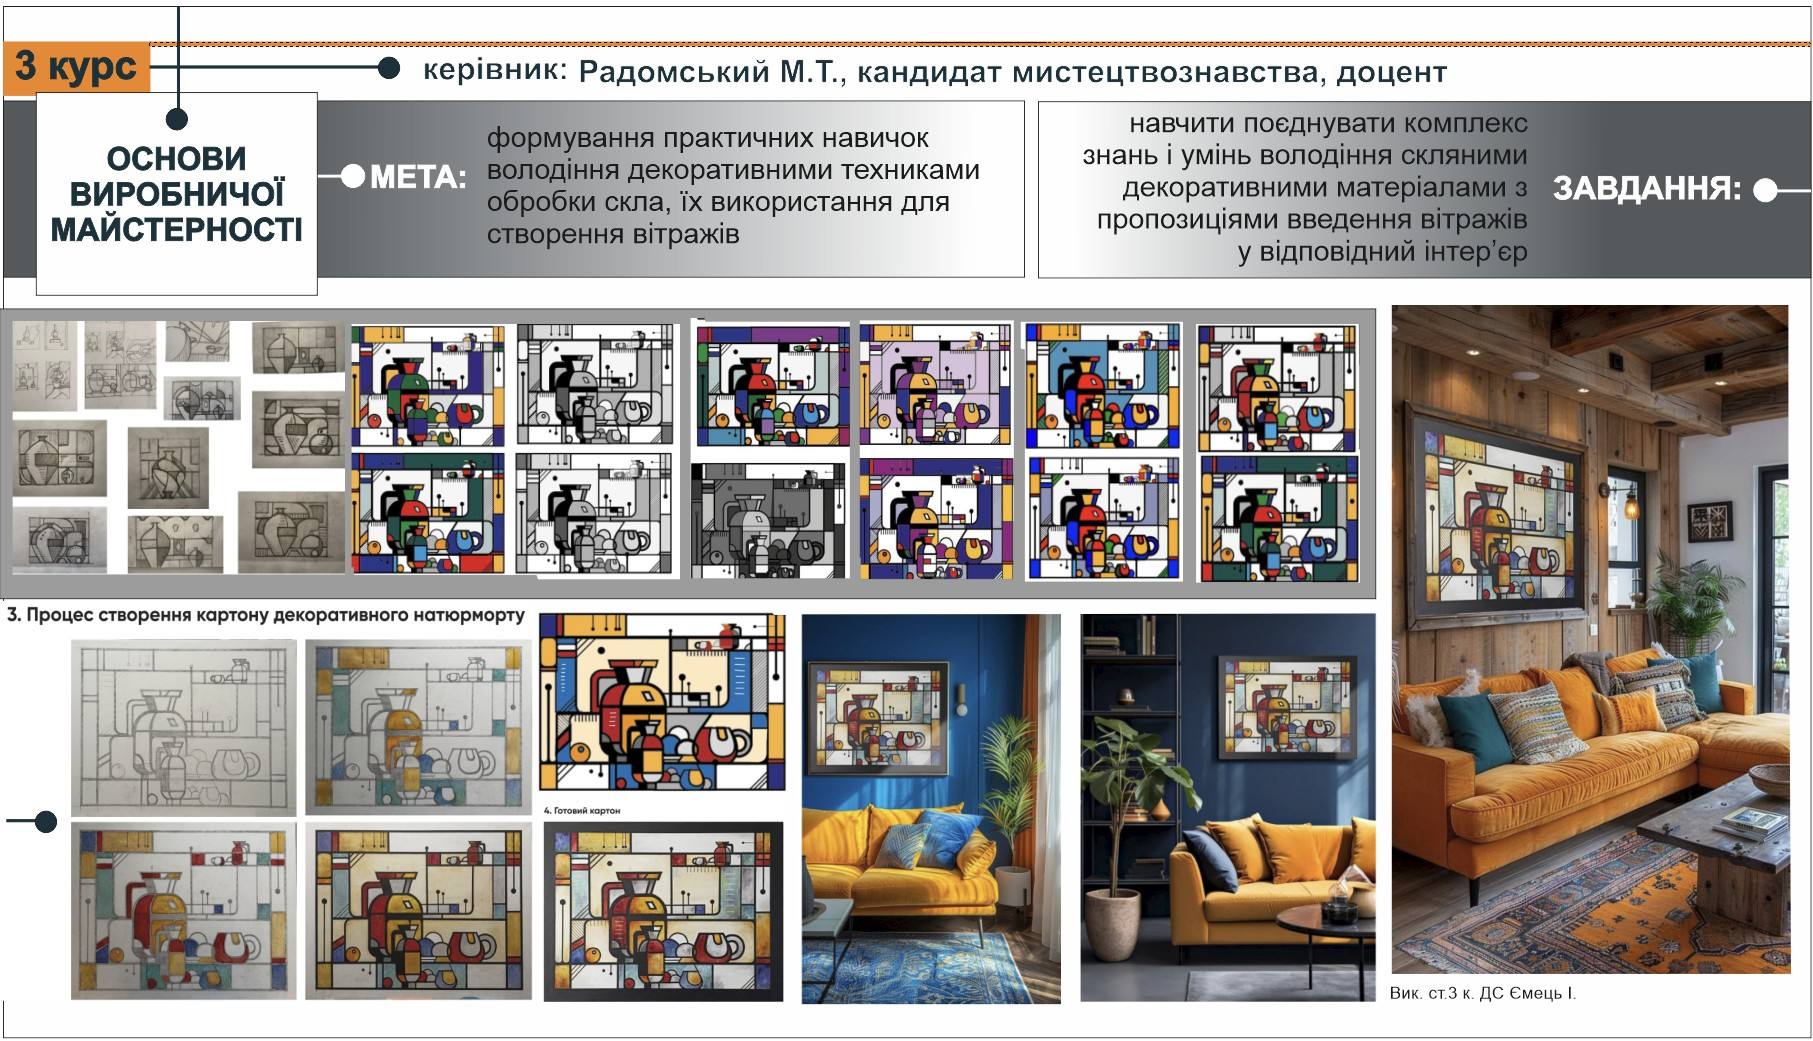 3 курс
керівник: Радомський М.Т., кандидат мистецтвознавства, доцент
ОСНОВИ
ВИРОБНИЧОЇ
МАЙСТЕРНОСТІ
МЕТА:
формування практичних навичок
володіння декоративними техниками
обробки скла, їх використання для
створення вітражів
навчити поєднувати комплекс
знань і умінь володіння скляними
декоративними матеріалами з
пропозиціями введення вітражів
у відповідний інтер’єр
ЗАВДАННЯ:
3. Процес створення картону декоративного натюрморту
4. Готовий картон
Вик. ст.3 к. ДС Ємець І.